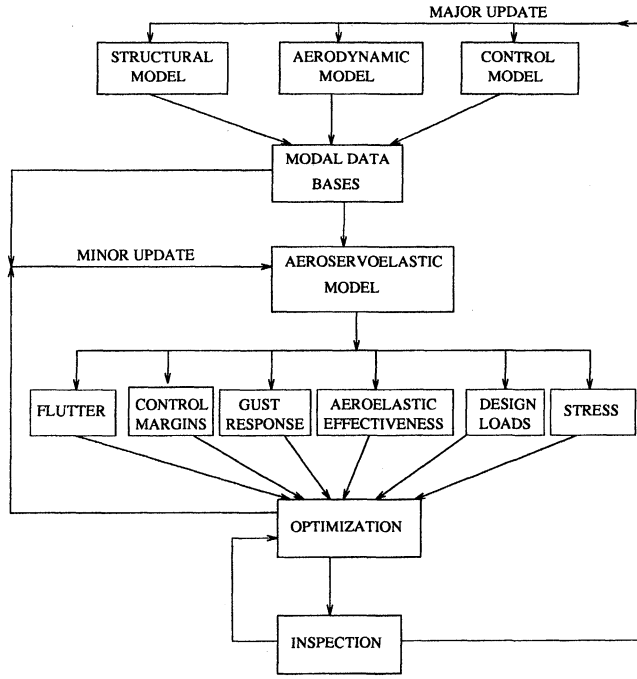 MAJOR UPDATE
STRUCTURAL
MODEL
AERODYNAMIC
MODEL
CONTROL
MODEL
MODAL DATA
BASES
MINOR UPDATE
AEROSERVOELASTIC
MODEL
FLUTTER
CONTROL
MARGINS
GUST
RESPONSE
AEROELASTIC
EFFECTIVENESS
DESIGN
LOADS
STRESS
OPTIMIZATION
INSPECTION